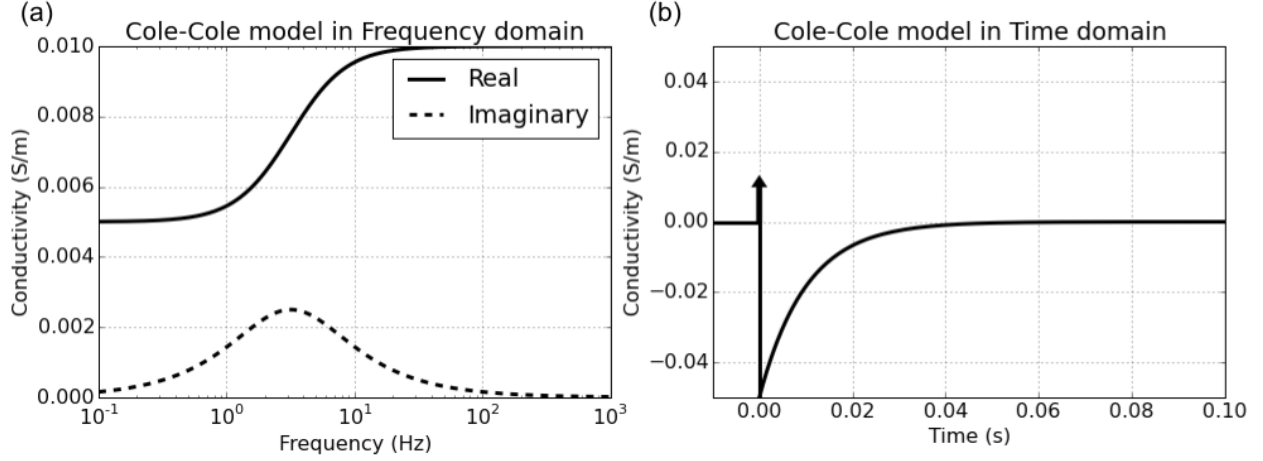 (a)
Cole-Cole model in Frequency domain
0.010
0.008
0.006
0.004
0.002
0.000
Conductivity (S/m)
Real
Imaginary
10^-1 10^0 10^1 10^2 10^3
Frequency (Hz)
(b)
Cole-Cole model in Time domain
0.04
0.02
0.00
−0.02
−0.04
Conductivity (S/m)
0.00 0.02 0.04 0.06 0.08 0.10
Time (s)